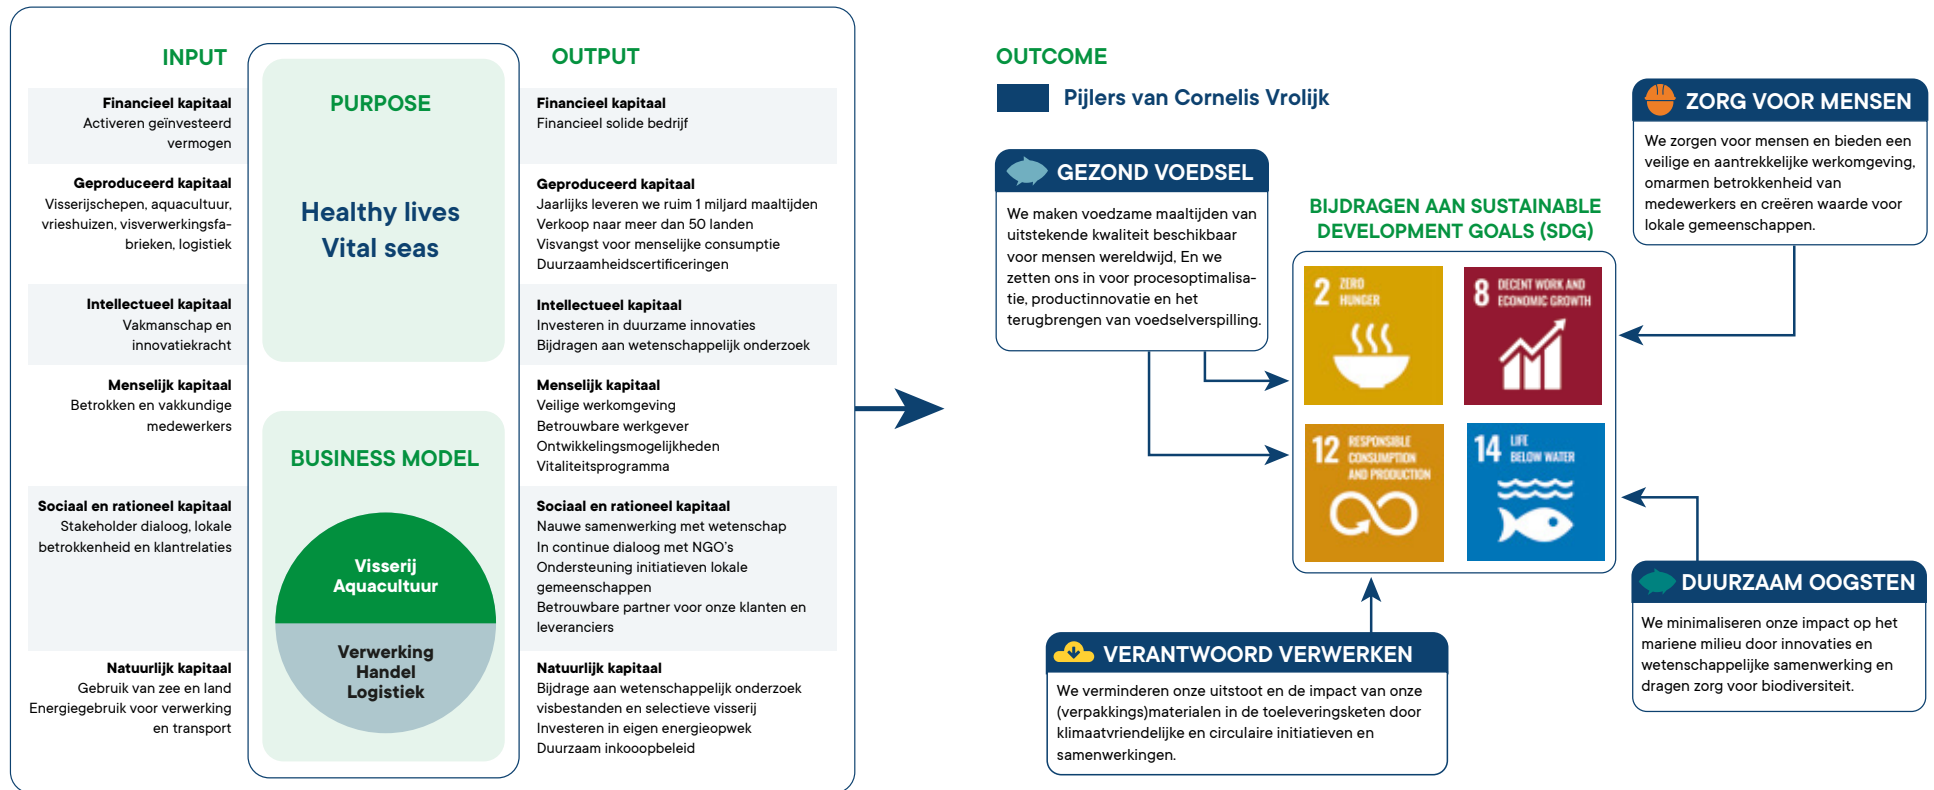 INPUT
Financieel kapitaal
Activeren geïnvesteerd
vermogen
Geproduceerd kapitaal
Visserijschepen, aquacultuur,
vrieshuizen, visverwerkingsfa-
brieken, logistiek
Intellectueel kapitaal
Vakmanschap en
innovatiekracht
Menselijk kapitaal
Betrokken en vakkundige
medewerkers
Sociaal en rationeel kapitaal
Stakeholder dialoog, lokale
betrokkenheid en klantrelaties
Natuurlijk kapitaal
Gebruik van zee en land
Energiegebruik voor verwerking
en transport
PURPOSE
Healthy lives
Vital seas
BUSINESS MODEL
Visserij
Aquacultuur
Verwerking
Handel
Logistiek
OUTPUT
Financieel kapitaal
Financieel solide bedrijf
Geproduceerd kapitaal
Jaarlijks leveren we ruim 1 miljard maaltijden
Verkoop naar meer dan 50 landen
Visvangst voor menselijke consumptie
Duurzaamheidscertificeringen
Intellectueel kapitaal
Investeren in duurzame innovaties
Bijdragen aan wetenschappelijk onderzoek
Menselijk kapitaal
Veilige werkomgeving
Betrouwbare werkgever
Ontwikkelingsmogelijkheden
Vitaliteitsprogramma
Sociaal en rationeel kapitaal
Nauwe samenwerking met wetenschap
In continue dialoog met NGO's
Ondersteuning initiatieven lokale
gemeenschappen
Betrouwbare partner voor onze klanten en
leveranciers
Natuurlijk kapitaal
Bijdrage aan wetenschappelijk onderzoek
visbestanden en selectieve visserij
Investeren in eigen energieopwek
Duurzaam inkooopbeleid
OUTCOME
Pijlers van Cornelis Vrolijk
GEZOND VOEDSEL
We maken voedzame maaltijden van
uitstekende kwaliteit beschikbaar
voor mensen wereldwijd, En we
zetten ons in voor procesoptimalisa-
tie, productinnovatie en het
terugbrengen van voedselverspilling.
BIJDRAGEN AAN SUSTAINABLE
DEVELOPMENT GOALS (SDG)
2 ZERO
HUNGER
8 DECENT WORK AND
ECONOMIC GROWTH
12 RESPONSIBLE
CONSUMPTION
AND PRODUCTION
14 LIFE
BELOW WATER
ZORG VOOR MENSEN
We zorgen voor mensen en bieden een
veilige en aantrekkelijke werkomgeving,
omarmen betrokkenheid van
medewerkers en creëren waarde voor
lokale gemeenschappen.
DUURZAAM OOGSTEN
We minimaliseren onze impact op het
mariene milieu door innovaties en
wetenschappelijke samenwerking en
dragen zorg voor biodiversiteit.
VERANTWOORD VERWERKEN
We verminderen onze uitstoot en de impact van onze
(verpakkings)materialen in de toeleveringsketen door
klimaatvriendelijke en circulaire initiatieven en
samenwerkingen.